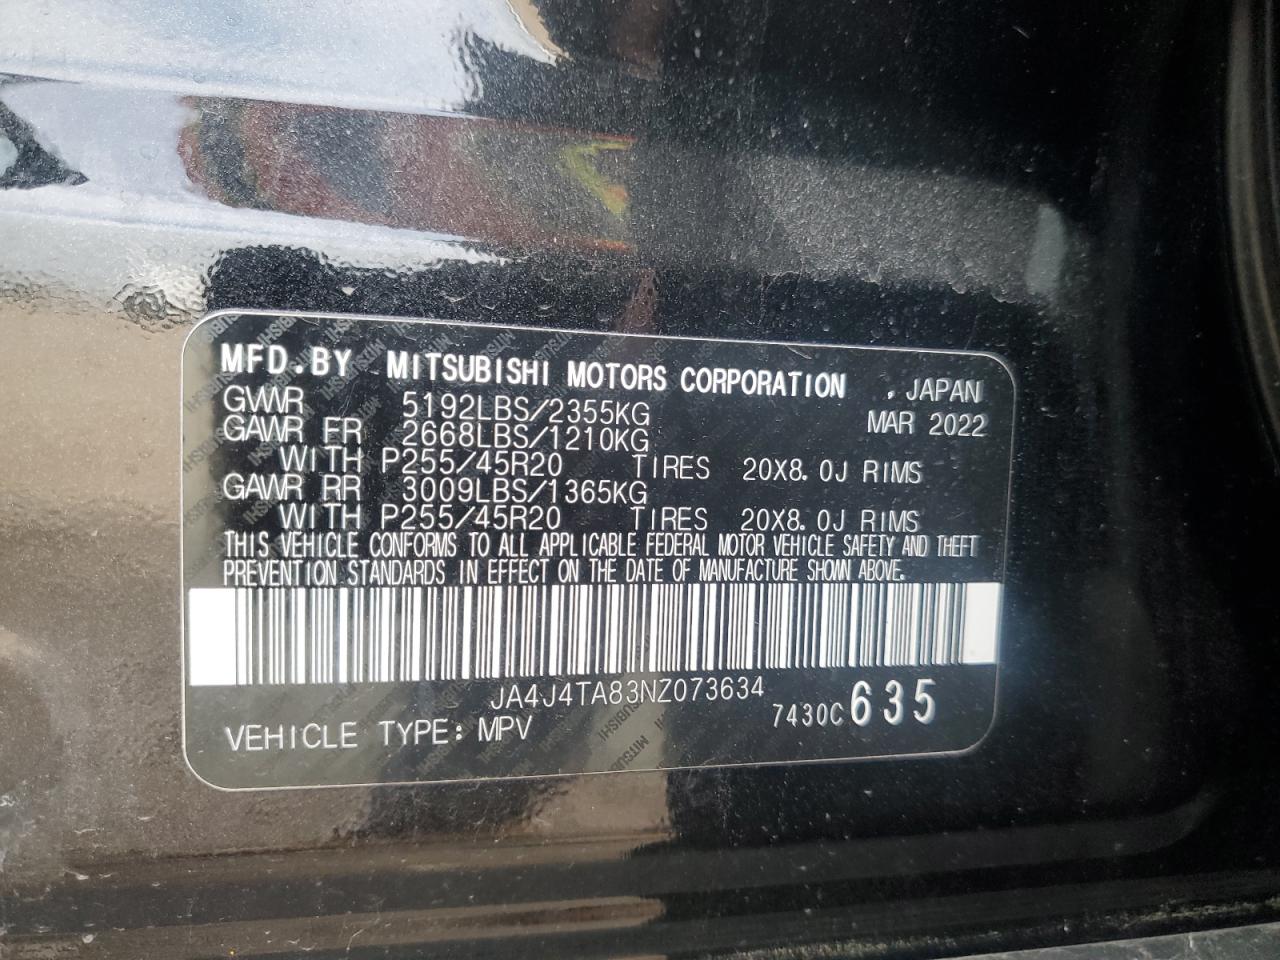 MFD.BY MITSUBISHI MOTORS CORPORATION , JAPAN
GVWR 5192LBS/2355KG MAR 2022
GAWR FR 2668LBS/1210KG
WITH P255/45R20 TIRES 20X8.0J RIMS
GAWR RR 3009LBS/1365KG
WITH P255/45R20 TIRES 20X8.0J RIMS
THIS VEHICLE CONFORMS TO ALL APPLICABLE FEDERAL MOTOR VEHICLE SAFETY AND THEFT
PREVENTION STANDARDS IN EFFECT ON THE DATE OF MANUFACTURE SHOWN ABOVE.
JA4J4TA83NZ073634
VEHICLE TYPE: MPV 7430C 635